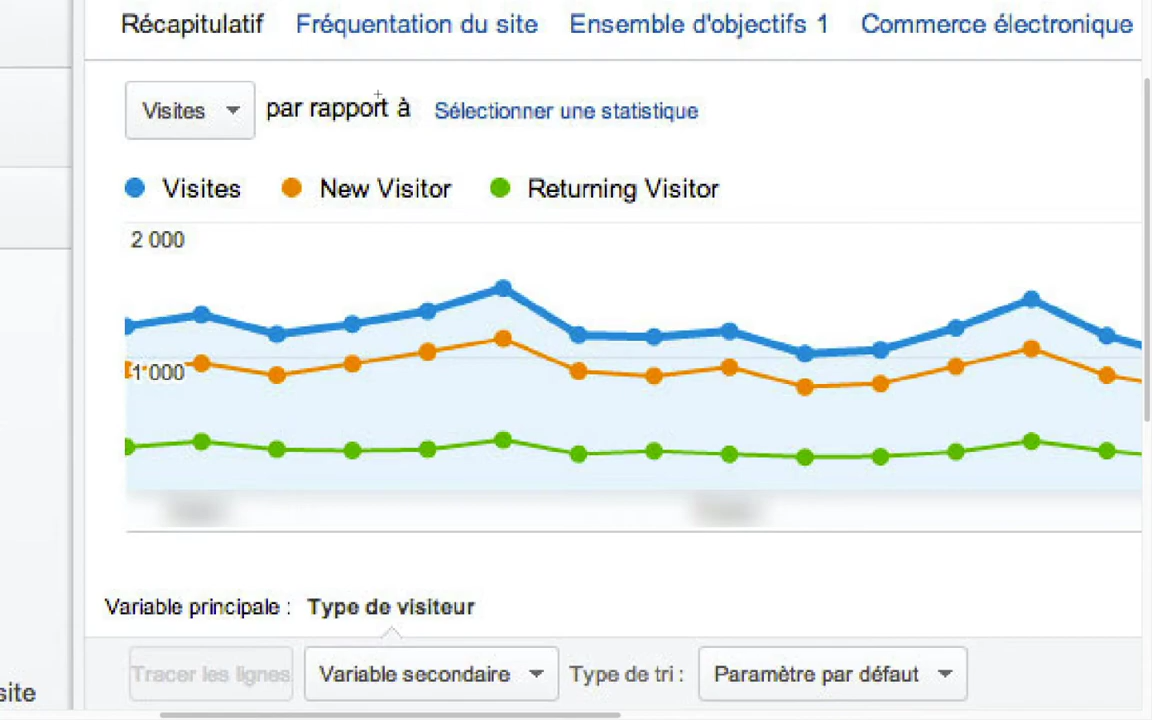 Récapitulatif Fréquentation du site Ensemble d'objectifs 1 Commerce électronique
Visites par rapport à Sélectionner une statistique
Visites New Visitor Returning Visitor
2 000
1 000
Variable principale : Type de visiteur
Tracer les lignes Variable secondaire Type de tri : Paramètre par défaut
site